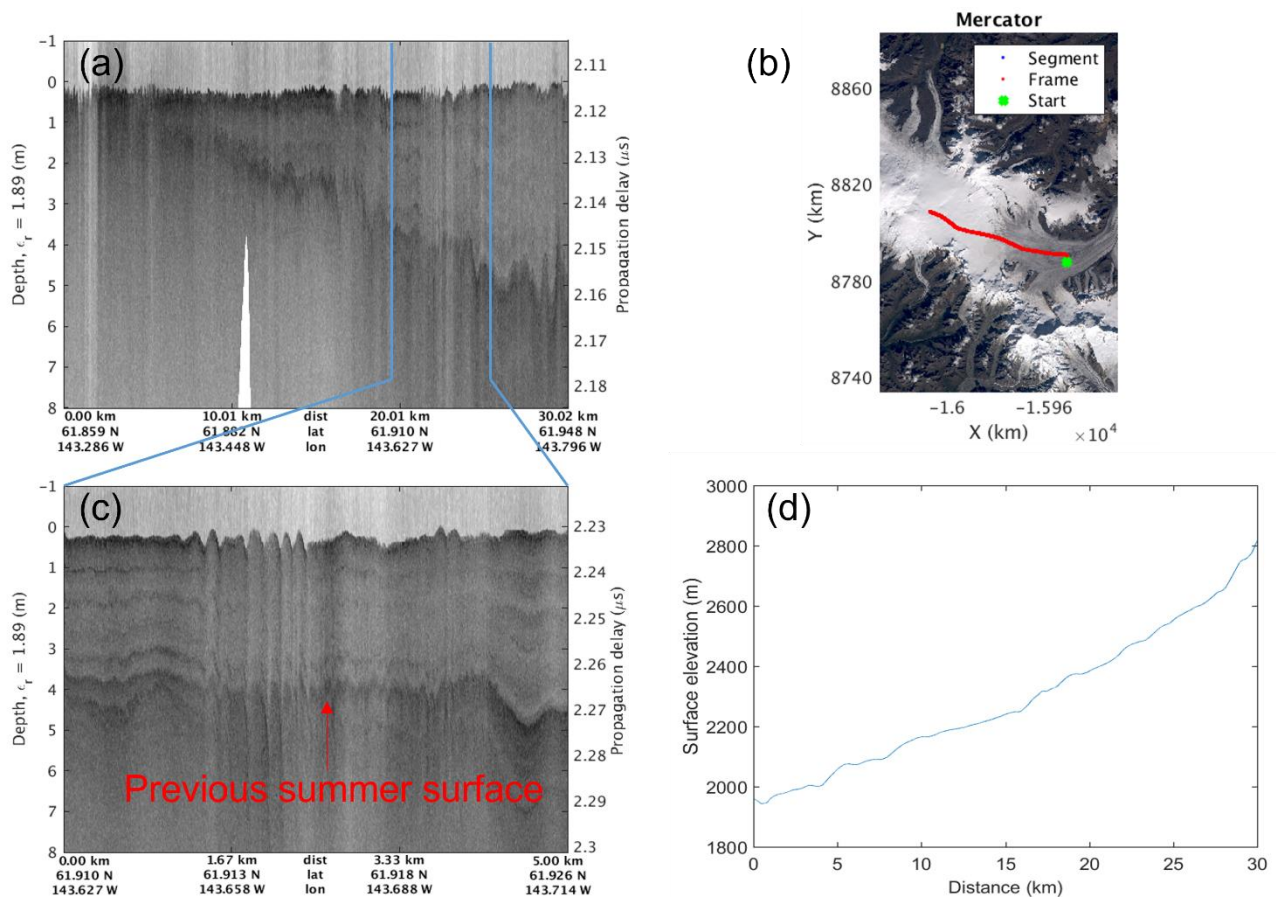 (a)
-1
0
1
2
3
4
5
6
7
8
Depth, ϵr = 1.89 (m)
2.11
2.12
2.13
2.14
2.15
2.16
2.17
2.18
Propagation delay (μs)
0.00 km 10.01 km dist 20.01 km 30.02 km
61.859 N 61.882 N lat 61.910 N 61.948 N
143.286 W 143.448 W lon 143.627 W 143.796 W
(b)
Mercator
Segment
Frame
Start
8860
8820
8780
8740
Y (km)
-1.6 -1.596
X (km) ×10⁴
(c)
-1
0
1
2
3
4
5
6
7
8
Depth, ϵr = 1.89 (m)
2.23
2.24
2.25
2.26
2.27
2.28
2.29
2.3
Propagation delay (μs)
Previous summer surface
0.00 km 1.67 km dist 3.33 km 5.00 km
61.910 N 61.913 N lat 61.918 N 61.926 N
143.627 W 143.658 W lon 143.688 W 143.714 W
(d)
3000
2800
2600
2400
2200
2000
1800
Surface elevation (m)
0 5 10 15 20 25 30
Distance (km)